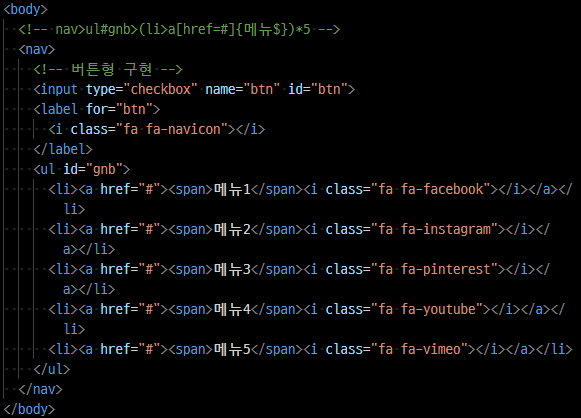 <body>
<!-- nav>ul#gnb>(li>a[href=#]{메뉴$})*5 -->
<nav>
<!-- 버튼형 구현 -->
<input type="checkbox" name="btn" id="btn">
<label for="btn">
<i class="fa fa-navicon"></i>
</label>
<ul id="gnb">
<li><a href="#"><span>메뉴1</span><i class="fa fa-facebook"></i></a></
li>
<li><a href="#"><span>메뉴2</span><i class="fa fa-instagram"></i></
a></li>
<li><a href="#"><span>메뉴3</span><i class="fa fa-pinterest"></i></
a></li>
<li><a href="#"><span>메뉴4</span><i class="fa fa-youtube"></i></a></
li>
<li><a href="#"><span>메뉴5</span><i class="fa fa-vimeo"></i></a></li>
</ul>
</nav>
</body>